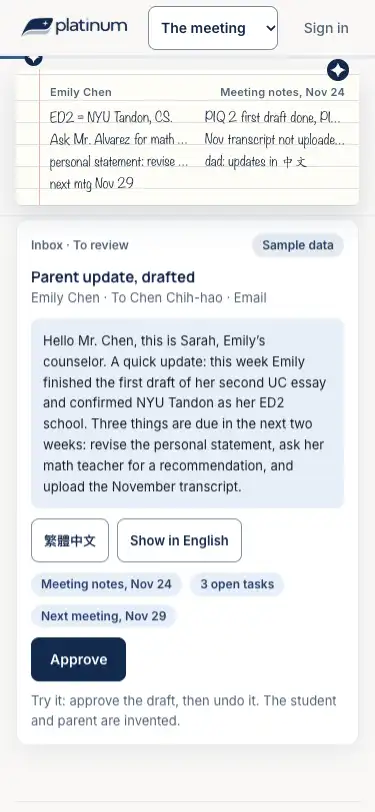 platinum
The meeting
Sign in
Emily Chen
Meeting notes, Nov 24
ED2 = NYU Tandon, CS.
PIQ 2 first draft done, PI...
Ask Mr. Alvarez for math ...
Nov transcript not uploade...
personal statement: revise ...
dad: updates in 中文
next mtg Nov 29
Inbox · To review
Sample data
Parent update, drafted
Emily Chen · To Chen Chih-hao · Email
Hello Mr. Chen, this is Sarah, Emily’s
counselor. A quick update: this week Emily
finished the first draft of her second UC essay
and confirmed NYU Tandon as her ED2
school. Three things are due in the next two
weeks: revise the personal statement, ask her
math teacher for a recommendation, and
upload the November transcript.
繁體中文
Show in English
Meeting notes, Nov 24
3 open tasks
Next meeting, Nov 29
Approve
Try it: approve the draft, then undo it. The student
and parent are invented.